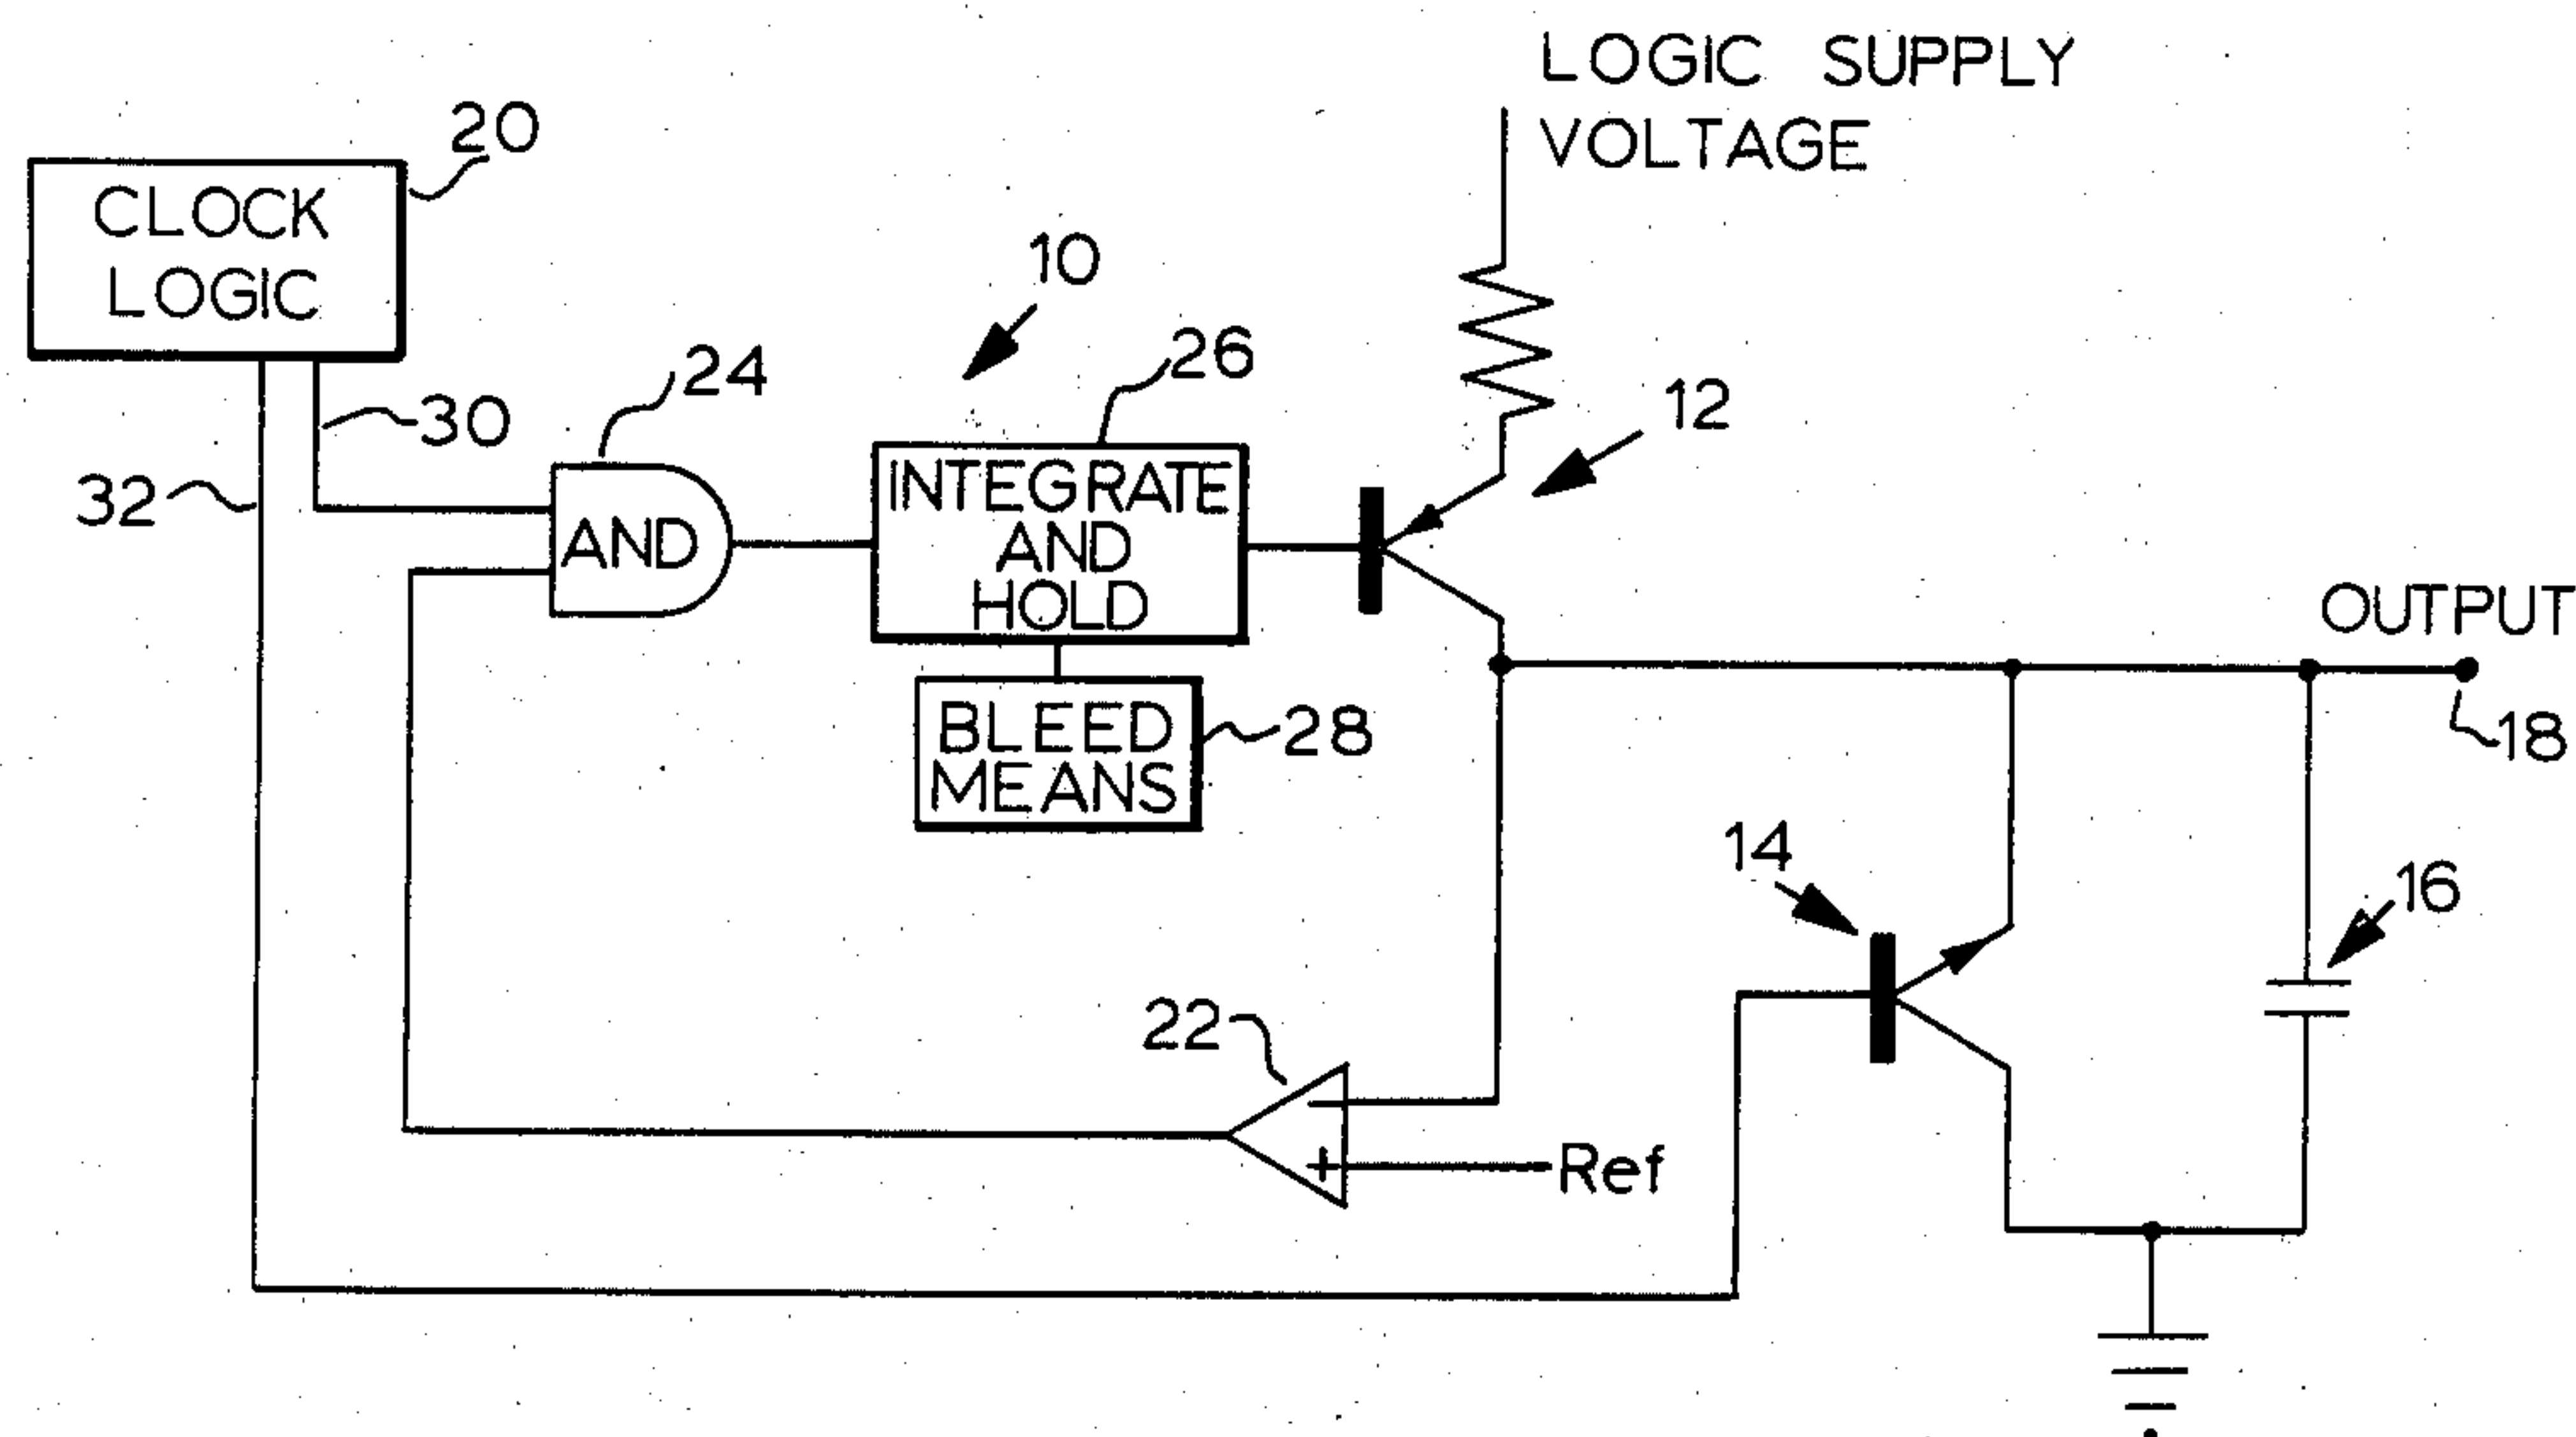 LOGIC SUPPLY
VOLTAGE
20
CLOCK
LOGIC
10
24
26
12
30
32
INTEGRATE
AND
HOLD
AND
OUTPUT
18
BLEED
MEANS
28
14
16
22
−
+
Ref